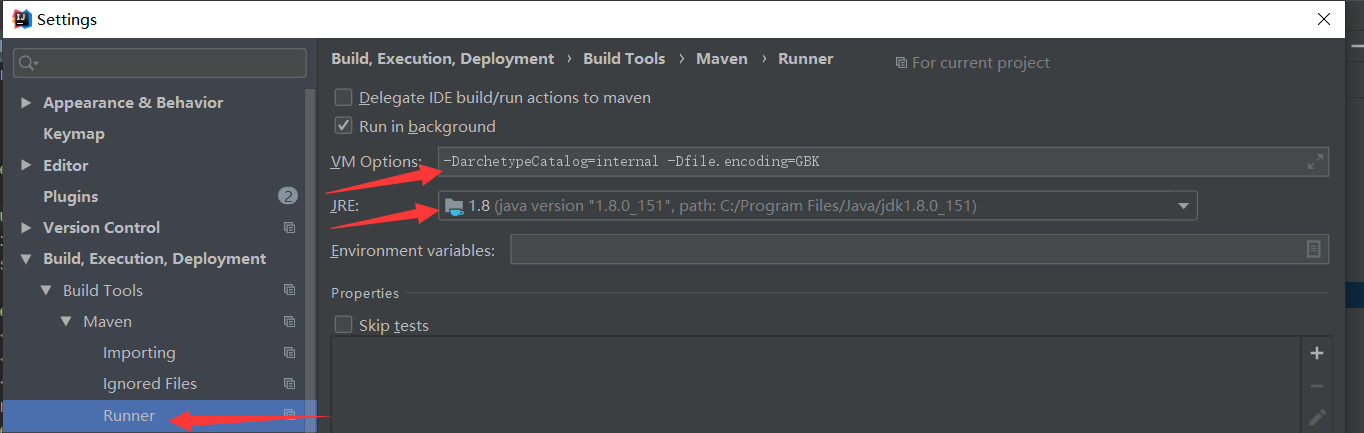 Settings
Build, Execution, Deployment › Build Tools › Maven › Runner For current project
Appearance & Behavior
Keymap
Editor
Plugins 2
Version Control
Build, Execution, Deployment
Build Tools
Maven
Importing
Ignored Files
Runner
Delegate IDE build/run actions to maven
Run in background
VM Options: -DarchetypeCatalog=internal -Dfile.encoding=GBK
JRE: 1.8 (java version "1.8.0_151", path: C:/Program Files/Java/jdk1.8.0_151)
Environment variables:
Properties
Skip tests